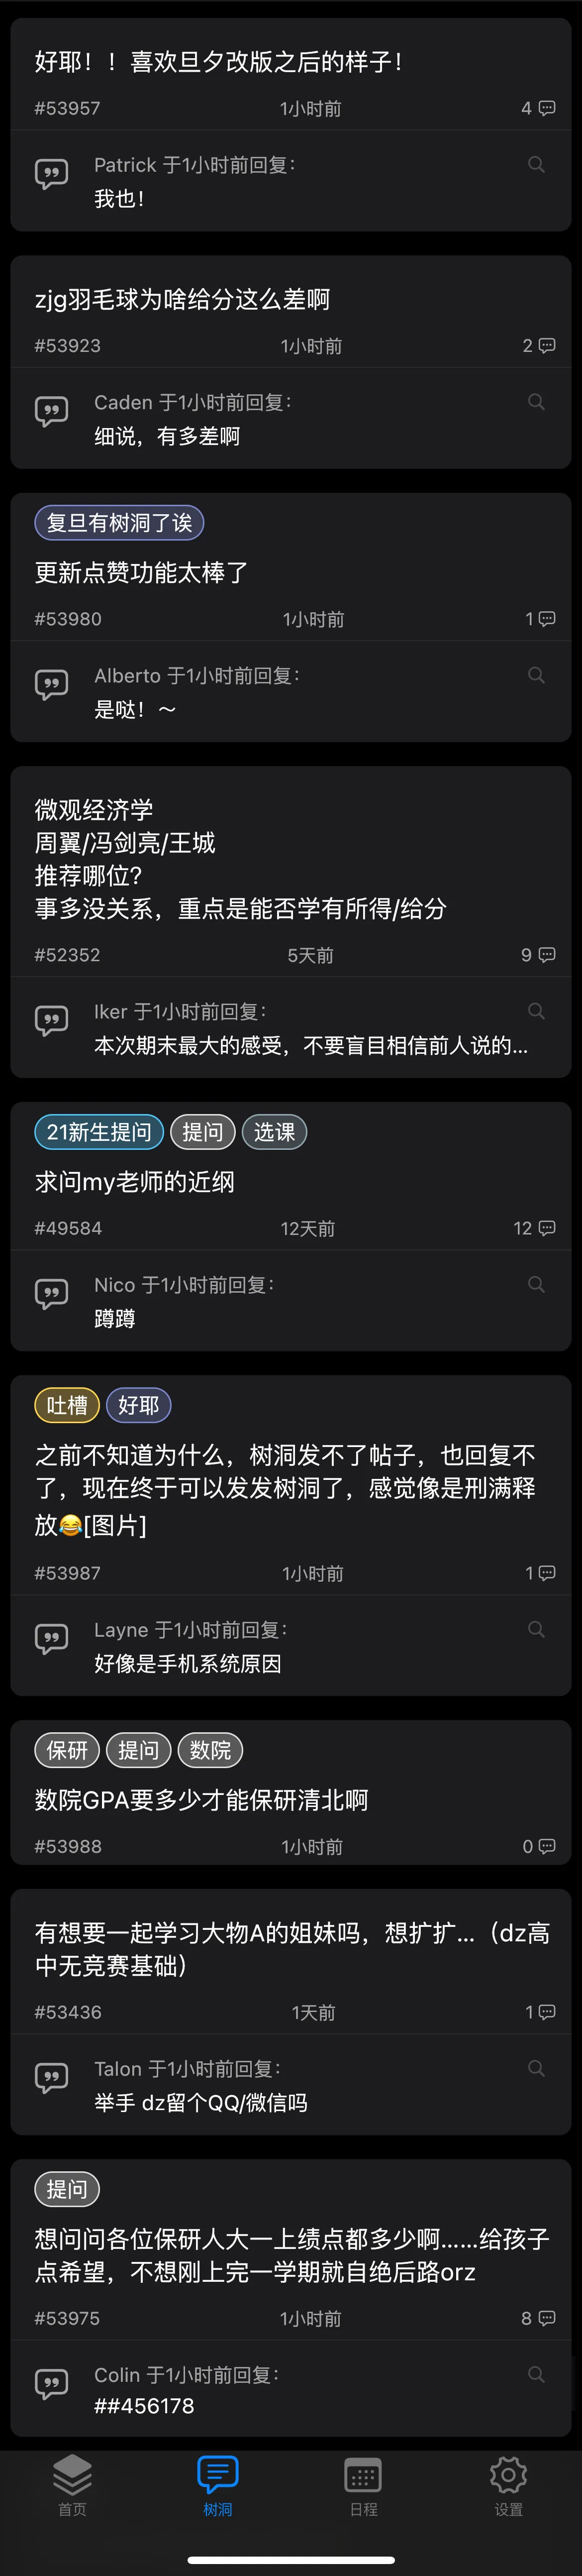 好耶！！喜欢旦夕改版之后的样子！
#53957 1小时前 4
Patrick 于1小时前回复：
我也！
zjg羽毛球为啥给分这么差啊
#53923 1小时前 2
Caden 于1小时前回复：
细说，有多差啊
复旦有树洞了诶
更新点赞功能太棒了
#53980 1小时前 1
Alberto 于1小时前回复：
是哒！～
微观经济学
周翼/冯剑亮/王城
推荐哪位？
事多没关系，重点是能否学有所得/给分
#52352 5天前 9
Iker 于1小时前回复：
本次期末最大的感受，不要盲目相信前人说的...
21新生提问 提问 选课
求问my老师的近纲
#49584 12天前 12
Nico 于1小时前回复：
蹲蹲
吐槽 好耶
之前不知道为什么，树洞发不了帖子，也回复不
了，现在终于可以发发树洞了，感觉像是刑满释
放😂[图片]
#53987 1小时前 1
Layne 于1小时前回复：
好像是手机系统原因
保研 提问 数院
数院GPA要多少才能保研清北啊
#53988 1小时前 0
有想要一起学习大物A的姐妹吗，想扩扩...（dz高
中无竞赛基础）
#53436 1天前 1
Talon 于1小时前回复：
举手 dz留个QQ/微信吗
提问
想问问各位保研人大一上绩点都多少啊……给孩子
点希望，不想刚上完一学期就自绝后路orz
#53975 1小时前 8
Colin 于1小时前回复：
##456178
首页 树洞 日程 设置